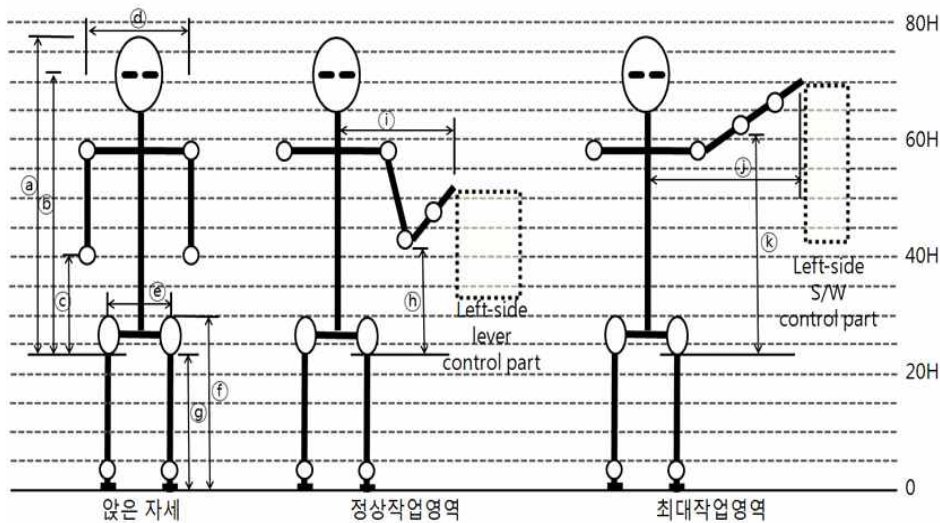 ⓓ
80H
ⓘ
60H
ⓐ
ⓑ
ⓙ
ⓚ
ⓒ
40H
ⓔ
ⓗ
Left-side
S/W
control part
Left-side
lever
control part
ⓕ
ⓖ
20H
0
앉은 자세
정상작업영역
최대작업영역